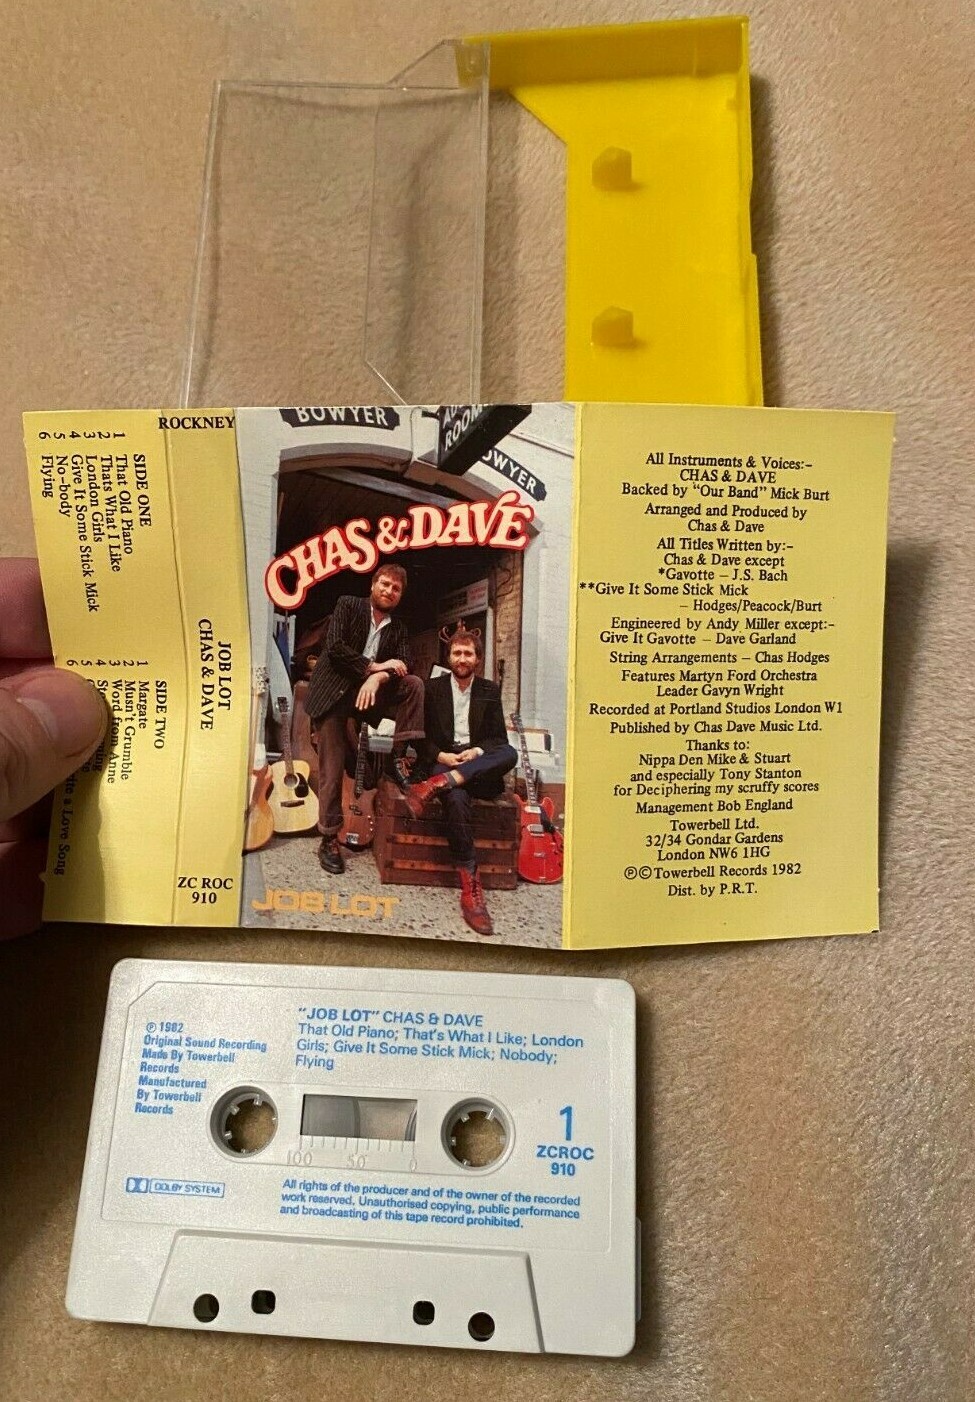 SIDE ONE
1 That Old Piano
2 Thats What I Like
3 London Girls
4 Give It Some Stick Mick
5 No-body
6 Flying
SIDE TWO
1 Margate
2 Musn't Grumble
3 Word from Anne
4
5
6 a Love Song
ROCKNEY
JOB LOT
CHAS & DAVE
ZC ROC
910
BOWYER
ROOM
OWYER
CHAS & DAVE
JOB LOT
All Instruments & Voices:-
CHAS & DAVE
Backed by "Our Band" Mick Burt
Arranged and Produced by
Chas & Dave
All Titles Written by:-
Chas & Dave except
*Gavotte – J.S. Bach
**Give It Some Stick Mick
– Hodges/Peacock/Burt
Engineered by Andy Miller except:-
Give It Gavotte – Dave Garland
String Arrangements – Chas Hodges
Features Martyn Ford Orchestra
Leader Gavyn Wright
Recorded at Portland Studios London W1
Published by Chas Dave Music Ltd.
Thanks to:
Nippa Den Mike & Stuart
and especially Tony Stanton
for Deciphering my scruffy scores
Management Bob England
Towerbell Ltd.
32/34 Gondar Gardens
London NW6 1HG
℗©Towerbell Records 1982
Dist. by P.R.T.
℗ 1982
Original Sound Recording
Made By Towerbell
Records
Manufactured
By Towerbell
Records
"JOB LOT" CHAS & DAVE
That Old Piano; That's What I Like; London
Girls; Give It Some Stick Mick; Nobody;
Flying
100 50 0
1
ZCROC
910
DOLBY SYSTEM
All rights of the producer and of the owner of the recorded
work reserved. Unauthorised copying, public performance
and broadcasting of this tape record prohibited.